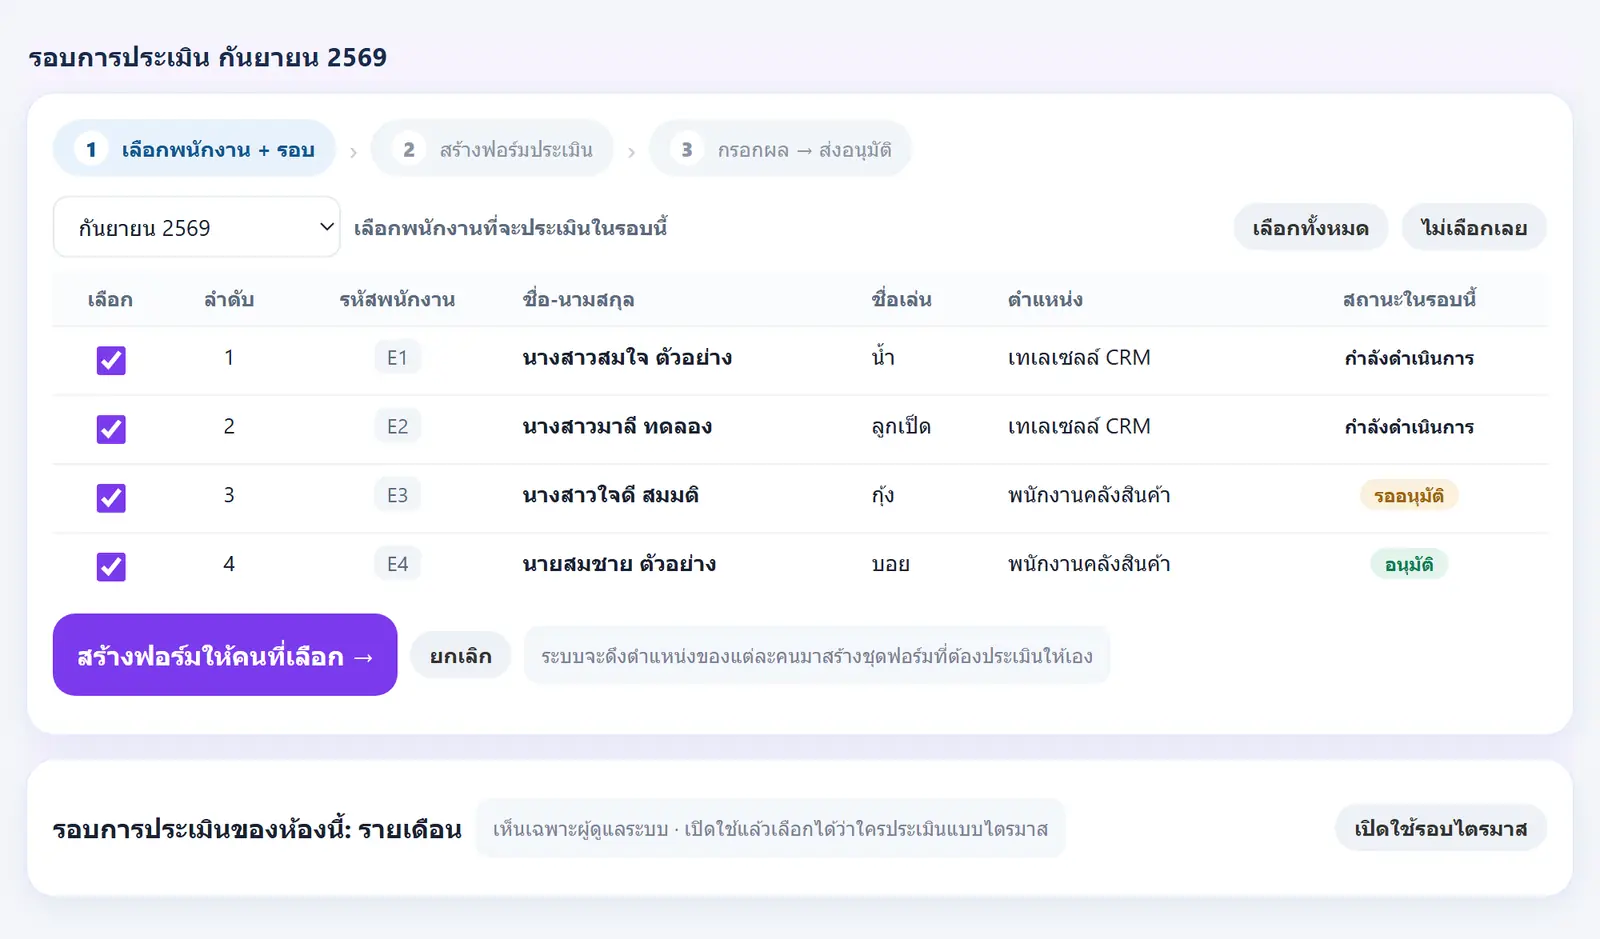 รอบการประเมิน กันยายน 2569
1 เลือกพนักงาน + รอบ › 2 สร้างฟอร์มประเมิน › 3 กรอกผล → ส่งอนุมัติ
กันยายน 2569 เลือกพนักงานที่จะประเมินในรอบนี้ เลือกทั้งหมด ไม่เลือกเลย
เลือก ลำดับ รหัสพนักงาน ชื่อ-นามสกุล ชื่อเล่น ตำแหน่ง สถานะในรอบนี้
1 E1 นางสาวสมใจ ตัวอย่าง น้ำ เทเลเซลล์ CRM กำลังดำเนินการ
2 E2 นางสาวมาลี ทดลอง ลูกเป็ด เทเลเซลล์ CRM กำลังดำเนินการ
3 E3 นางสาวใจดี สมมติ กุ้ง พนักงานคลังสินค้า รออนุมัติ
4 E4 นายสมชาย ตัวอย่าง บอย พนักงานคลังสินค้า อนุมัติ
สร้างฟอร์มให้คนที่เลือก → ยกเลิก ระบบจะดึงตำแหน่งของแต่ละคนมาสร้างชุดฟอร์มที่ต้องประเมินให้เอง
รอบการประเมินของห้องนี้: รายเดือน เห็นเฉพาะผู้ดูแลระบบ · เปิดใช้แล้วเลือกได้ว่าใครประเมินแบบไตรมาส เปิดใช้รอบไตรมาส